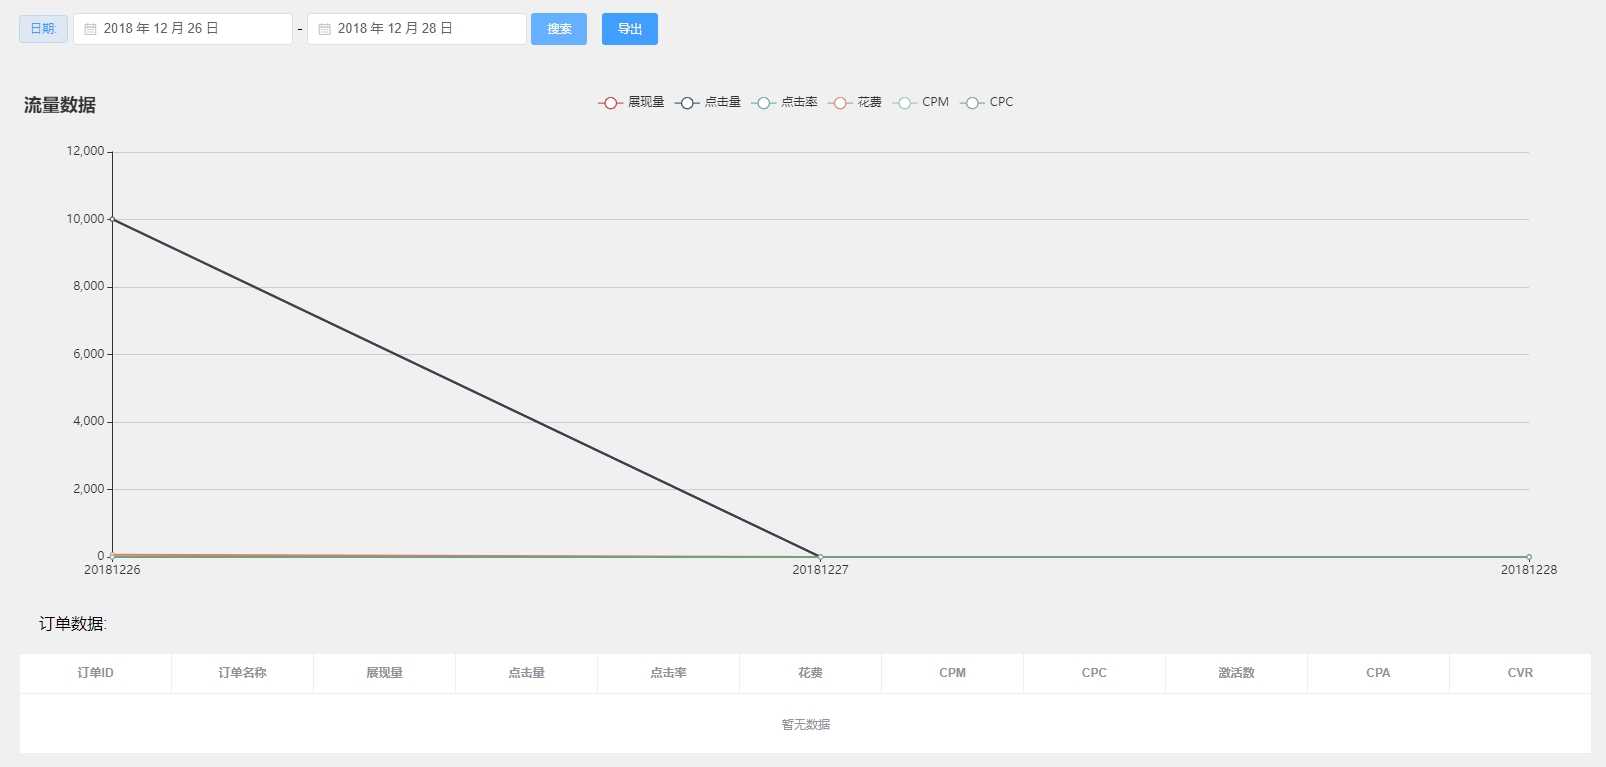 日期: 2018 年 12 月 26 日 - 2018 年 12 月 28 日 搜索 导出
流量数据 展现量 点击量 点击率 花费 CPM CPC
12,000
10,000
8,000
6,000
4,000
2,000
0
20181226 20181227 20181228
订单数据:
订单ID 订单名称 展现量 点击量 点击率 花费 CPM CPC 激活数 CPA CVR
暂无数据